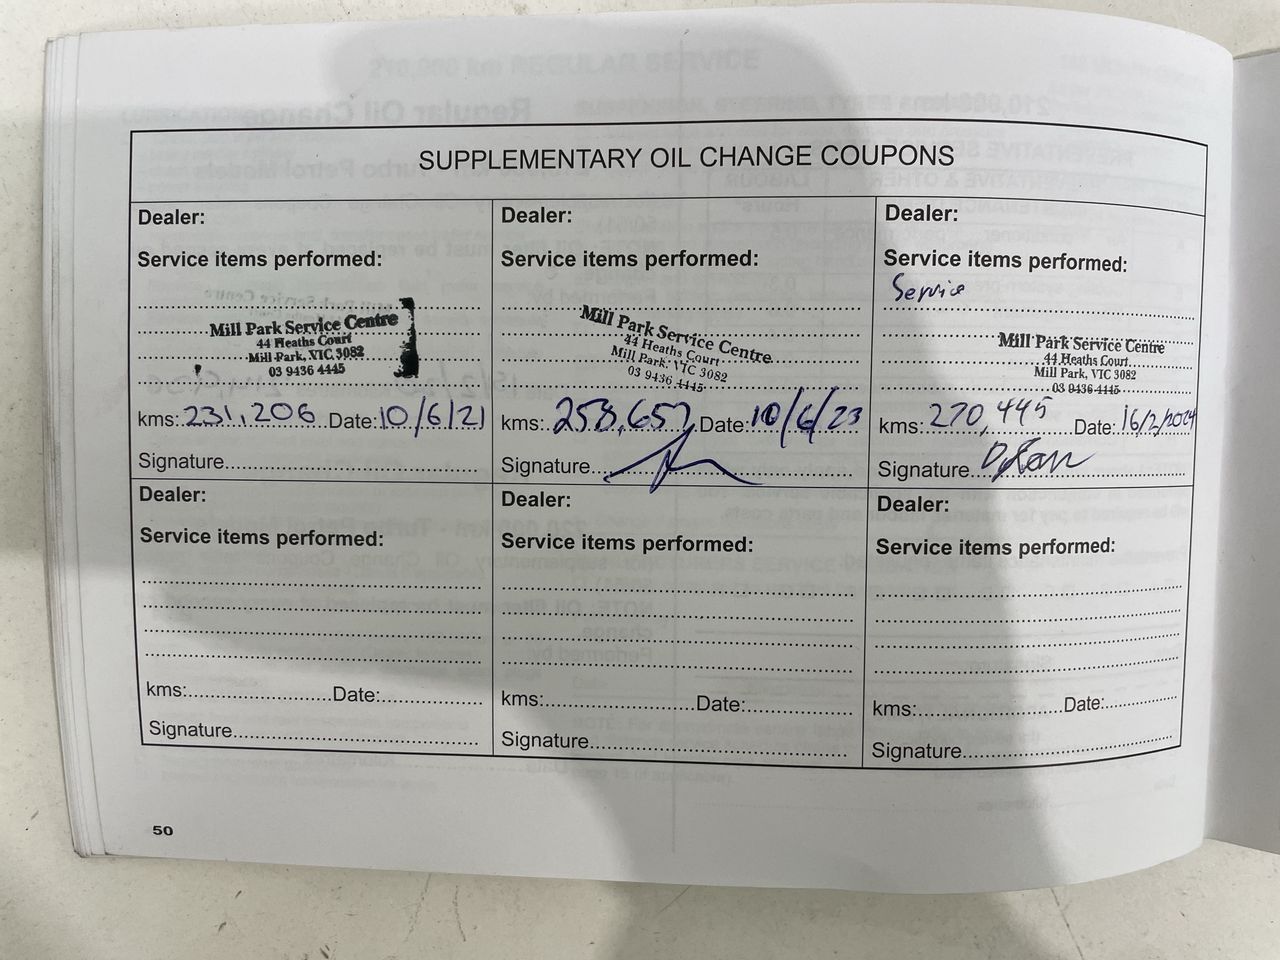 SUPPLEMENTARY OIL CHANGE COUPONS
Dealer:
Service items performed:
Mill Park Service Centre
44 Heaths Court
Mill Park, VIC 3082
03 9436 4445
kms: 231,206 Date: 10/6/21
Signature
Dealer:
Service items performed:
Mill Park Service Centre
44 Heaths Court
Mill Park, VIC 3082
03 9436 4445
kms: 258,657 Date: 10/6/23
Signature
Dealer:
Service items performed:
Service
Mill Park Service Centre
44 Heaths Court
Mill Park, VIC 3082
03 9436 4445
kms: 270,445 Date: 16/2/2024
Signature
Dealer:
Service items performed:
kms: Date:
Signature
Dealer:
Service items performed:
kms: Date:
Signature
Dealer:
Service items performed:
kms: Date:
Signature
50